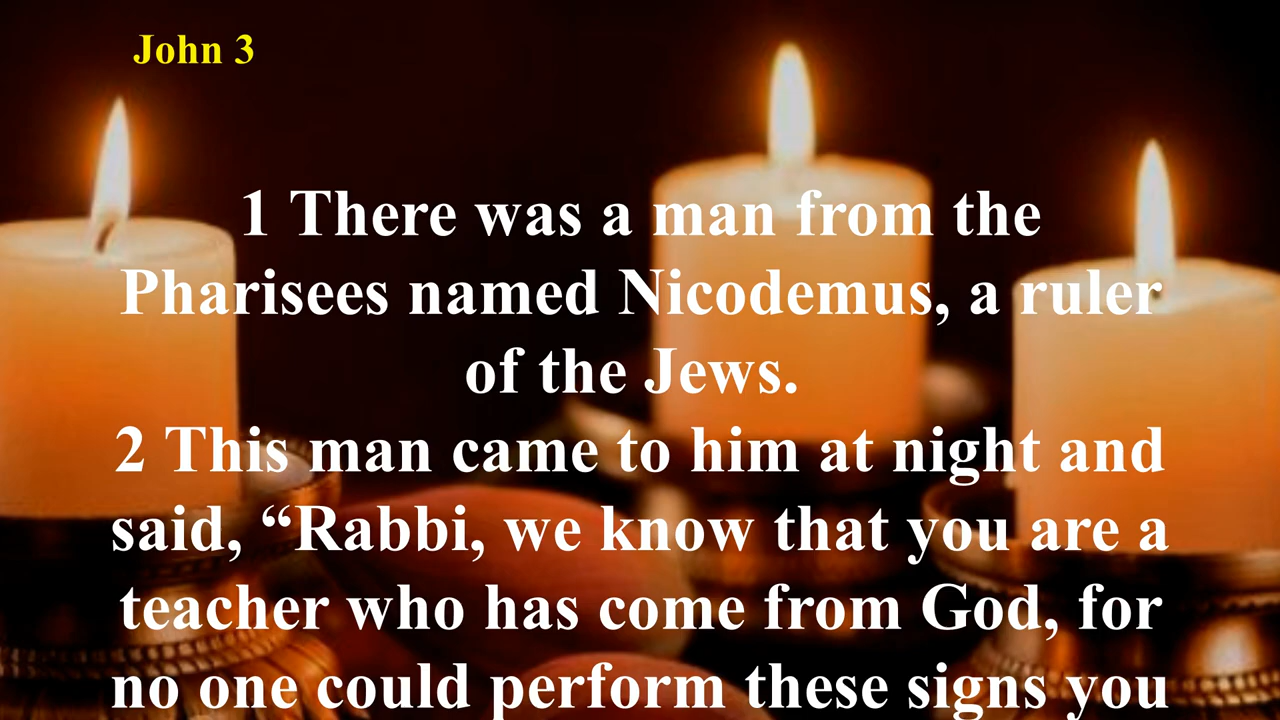 John 3
1 There was a man from the
Pharisees named Nicodemus, a ruler
of the Jews.
2 This man came to him at night and
said, “Rabbi, we know that you are a
teacher who has come from God, for
no one could perform these signs you